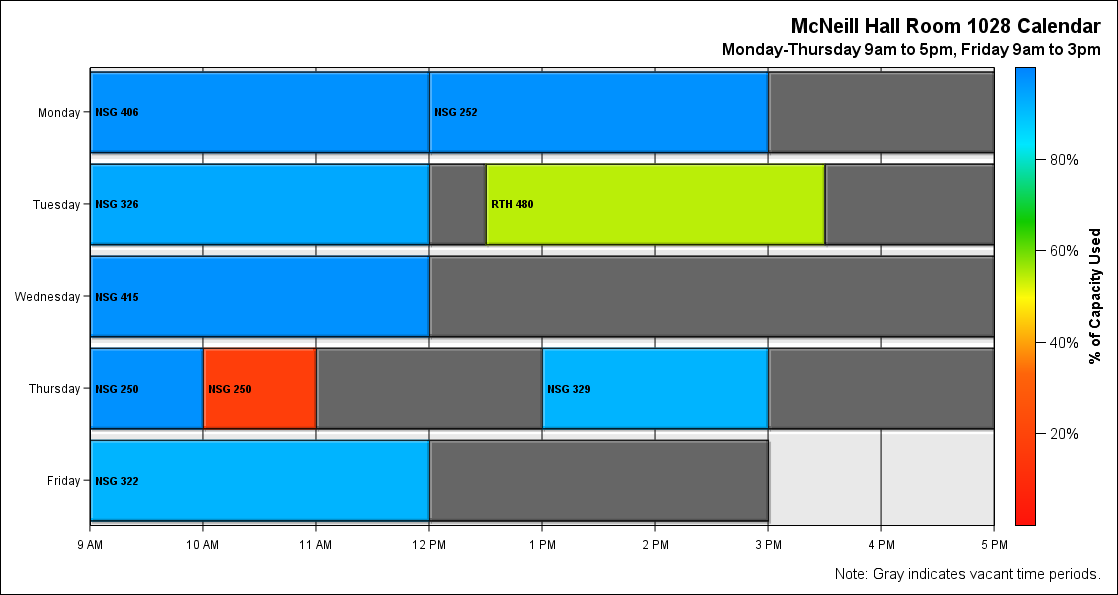 McNeill Hall Room 1028 Calendar
Monday-Thursday 9am to 5pm, Friday 9am to 3pm
Monday
NSG 406
NSG 252
Tuesday
NSG 326
RTH 480
Wednesday
NSG 415
Thursday
NSG 250
NSG 250
NSG 329
Friday
NSG 322
9 AM
10 AM
11 AM
12 PM
1 PM
2 PM
3 PM
4 PM
5 PM
80%
60%
40%
20%
% of Capacity Used
Note: Gray indicates vacant time periods.